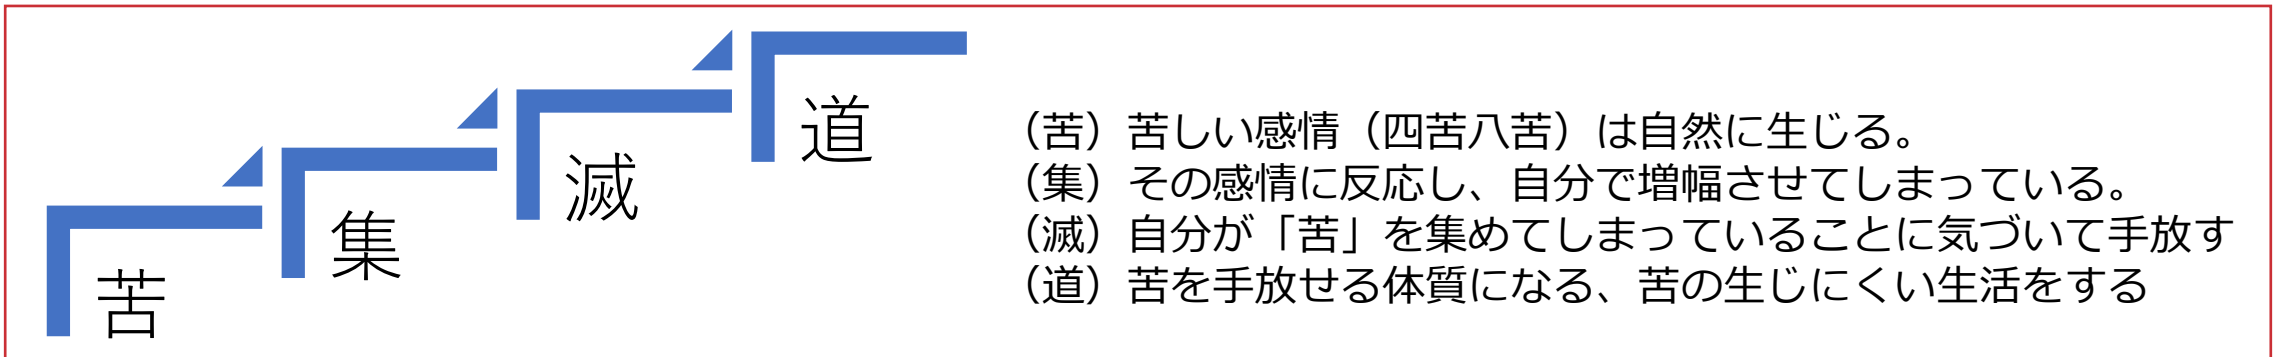 苦
集
滅
道
（苦）苦しい感情（四苦八苦）は自然に生じる。
（集）その感情に反応し、自分で増幅させてしまっている。
（滅）自分が「苦」を集めてしまっていることに気づいて手放す
（道）苦を手放せる体質になる、苦の生じにくい生活をする